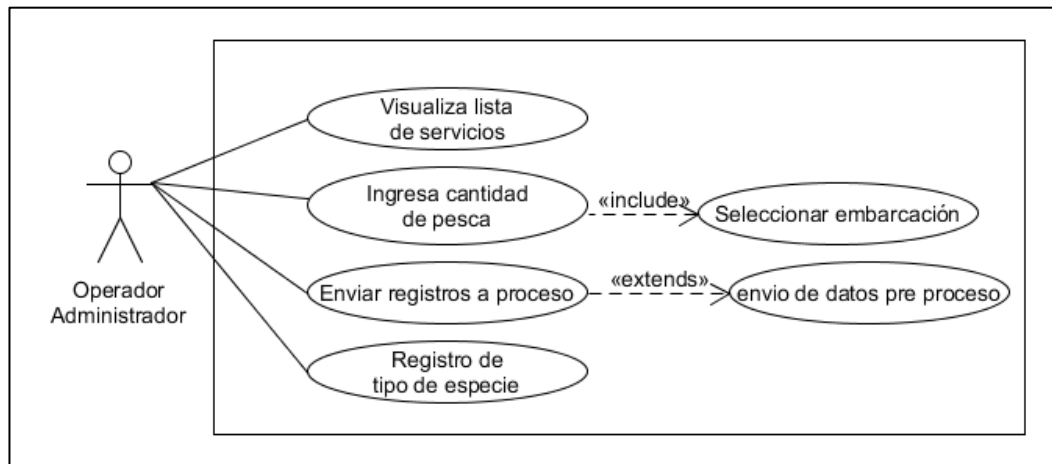 Visualiza lista
de servicios
Ingresa cantidad
de pesca
«include»
Seleccionar embarcación
Operador
Administrador
Enviar registros a proceso
«extends»
envio de datos pre proceso
Registro de
tipo de especie